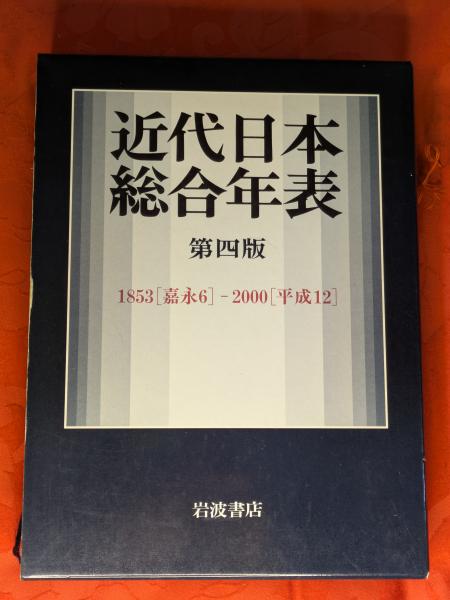 近代日本
総合年表
第四版
1853[嘉永6]－2000[平成12]
岩波書店